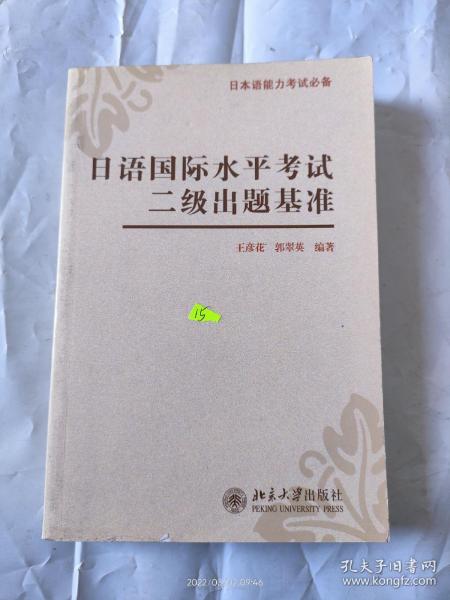 日本语能力考试必备
日语国际水平考试
二级出题基准
王彦花 郭翠英 编著
15
北京大学出版社
PEKING UNIVERSITY PRESS
09:46
孔夫子旧书网
www.kongfz.com